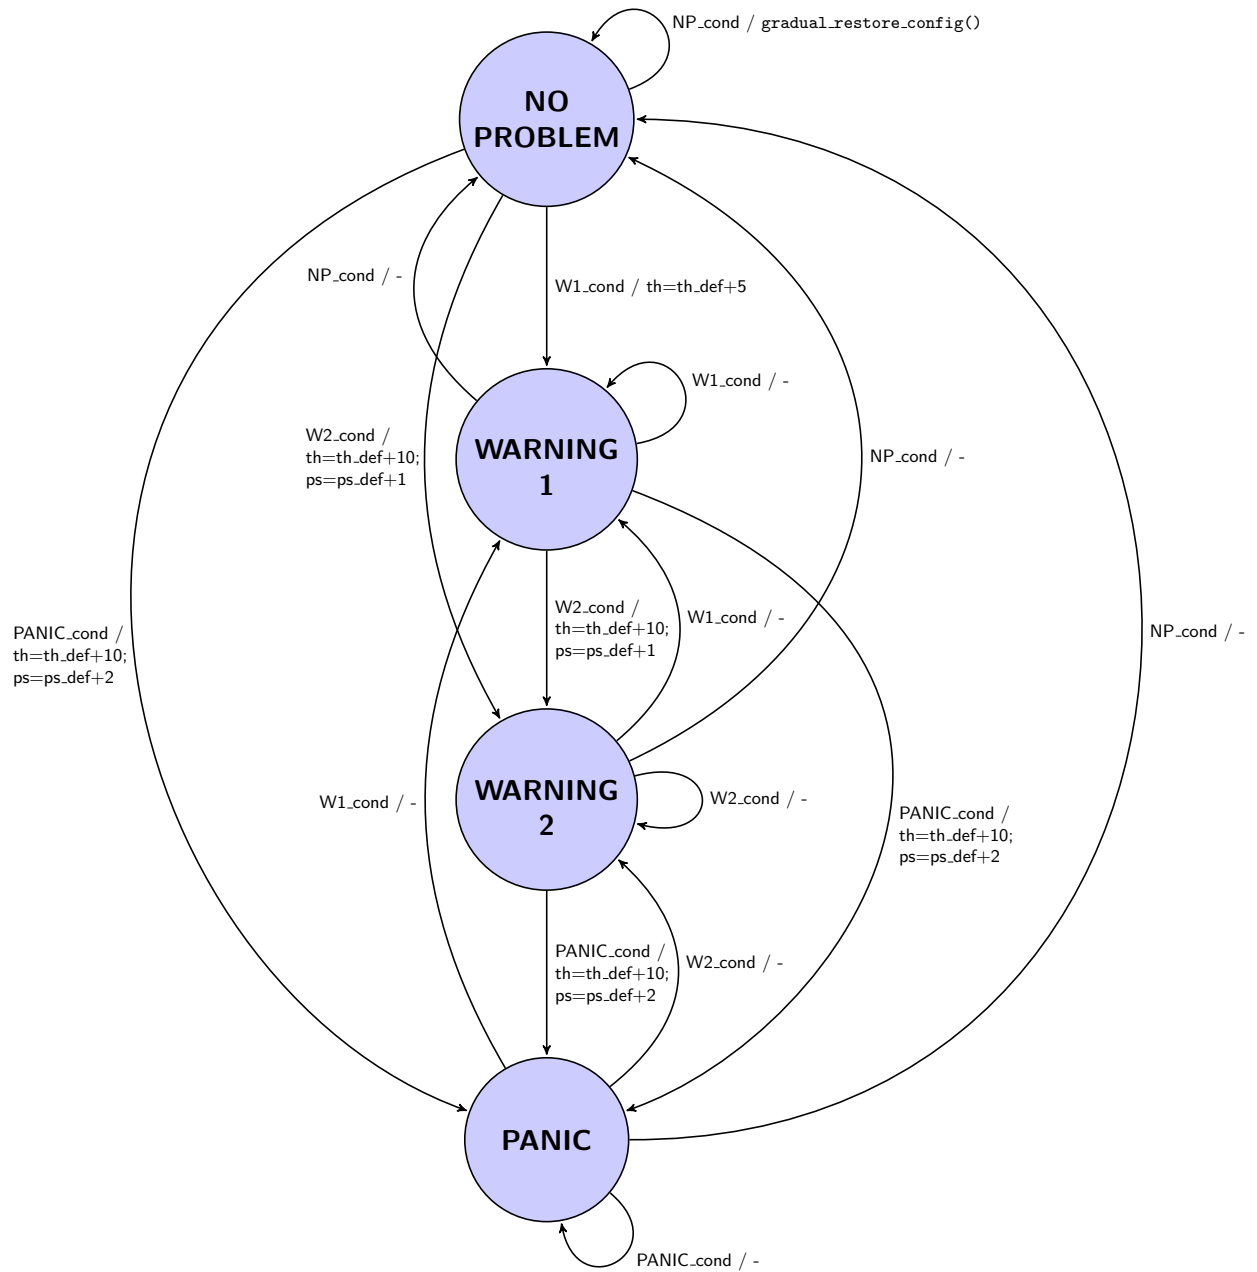 NP_cond / gradual_restore_config()
NO
PROBLEM
NP_cond / -
W1_cond / th=th_def+5
W1_cond / -
W2_cond /
th=th_def+10;
ps=ps_def+1
WARNING
1
NP_cond / -
W2_cond /
th=th_def+10;
ps=ps_def+1
W1_cond / -
PANIC_cond /
th=th_def+10;
ps=ps_def+2
NP_cond / -
W1_cond / -
WARNING
2
W2_cond / -
PANIC_cond /
th=th_def+10;
ps=ps_def+2
PANIC_cond /
th=th_def+10;
ps=ps_def+2
W2_cond / -
PANIC
PANIC_cond / -